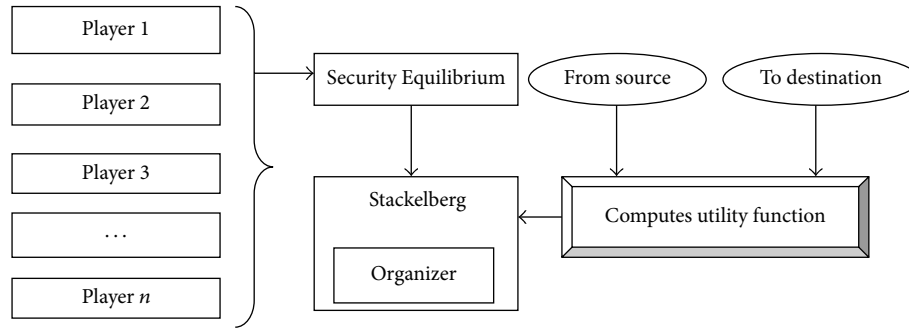 Player 1
Player 2
Player 3
...
Player n
Security Equilibrium
From source
To destination
Stackelberg
Organizer
Computes utility function